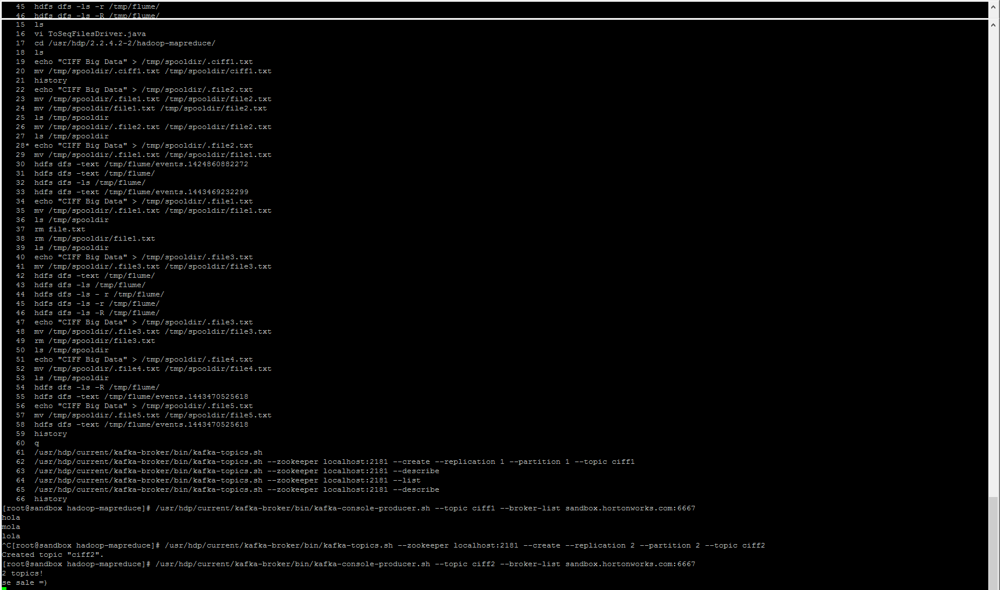 45  hdfs dfs -ls -r /tmp/flume/
46  hdfs dfs -ls -R /tmp/flume/
15  ls
16  vi ToSeqFilesDriver.java
17  cd /usr/hdp/2.2.4.2-2/hadoop-mapreduce/
18  ls
19  echo "CIFF Big Data" > /tmp/spooldir/.ciff1.txt
20  mv /tmp/spooldir/.ciff1.txt /tmp/spooldir/ciff1.txt
21  history
22  echo "CIFF Big Data" > /tmp/spooldir/.file2.txt
23  mv /tmp/spooldir/.file1.txt /tmp/spooldir/file2.txt
24  mv /tmp/spooldir/file1.txt /tmp/spooldir/file2.txt
25  ls /tmp/spooldir
26  mv /tmp/spooldir/.file2.txt /tmp/spooldir/file2.txt
27  ls /tmp/spooldir
28* echo "CIFF Big Data" > /tmp/spooldir/.file2.txt
29  mv /tmp/spooldir/.file1.txt /tmp/spooldir/file1.txt
30  hdfs dfs -text /tmp/flume/events.1424860882272
31  hdfs dfs -text /tmp/flume/
32  hdfs dfs -ls /tmp/flume/
33  hdfs dfs -text /tmp/flume/events.1443469232299
34  echo "CIFF Big Data" > /tmp/spooldir/.file1.txt
35  mv /tmp/spooldir/.file1.txt /tmp/spooldir/file1.txt
36  ls /tmp/spooldir
37  rm file.txt
38  rm /tmp/spooldir/file1.txt
39  ls /tmp/spooldir
40  echo "CIFF Big Data" > /tmp/spooldir/.file3.txt
41  mv /tmp/spooldir/.file3.txt /tmp/spooldir/file3.txt
42  hdfs dfs -text /tmp/flume/
43  hdfs dfs -ls /tmp/flume/
44  hdfs dfs -ls - r /tmp/flume/
45  hdfs dfs -ls -r /tmp/flume/
46  hdfs dfs -ls -R /tmp/flume/
47  echo "CIFF Big Data" > /tmp/spooldir/.file3.txt
48  mv /tmp/spooldir/.file3.txt /tmp/spooldir/file3.txt
49  rm /tmp/spooldir/file3.txt
50  ls /tmp/spooldir
51  echo "CIFF Big Data" > /tmp/spooldir/.file4.txt
52  mv /tmp/spooldir/.file4.txt /tmp/spooldir/file4.txt
53  ls /tmp/spooldir
54  hdfs dfs -ls -R /tmp/flume/
55  hdfs dfs -text /tmp/flume/events.1443470525618
56  echo "CIFF Big Data" > /tmp/spooldir/.file5.txt
57  mv /tmp/spooldir/.file5.txt /tmp/spooldir/file5.txt
58  hdfs dfs -text /tmp/flume/events.1443470525618
59  history
60  q
61  /usr/hdp/current/kafka-broker/bin/kafka-topics.sh
62  /usr/hdp/current/kafka-broker/bin/kafka-topics.sh --zookeeper localhost:2181 --create --replication 1 --partition 1 --topic ciff1
63  /usr/hdp/current/kafka-broker/bin/kafka-topics.sh --zookeeper localhost:2181 --describe
64  /usr/hdp/current/kafka-broker/bin/kafka-topics.sh --zookeeper localhost:2181 --list
65  /usr/hdp/current/kafka-broker/bin/kafka-topics.sh --zookeeper localhost:2181 --describe
66  history
[root@sandbox hadoop-mapreduce]# /usr/hdp/current/kafka-broker/bin/kafka-console-producer.sh --topic ciff1 --broker-list sandbox.hortonworks.com:6667
hola
mola
lola
^C[root@sandbox hadoop-mapreduce]# /usr/hdp/current/kafka-broker/bin/kafka-topics.sh --zookeeper localhost:2181 --create --replication 2 --partition 2 --topic ciff2
Created topic "ciff2".
[root@sandbox hadoop-mapreduce]# /usr/hdp/current/kafka-broker/bin/kafka-console-producer.sh --topic ciff2 --broker-list sandbox.hortonworks.com:6667
2 topics!
se sale =)